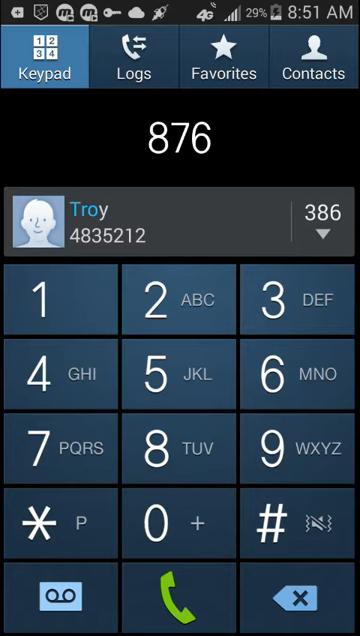 4G 29% 8:51 AM
Keypad Logs Favorites Contacts
876
Troy
4835212
386
1 2 ABC 3 DEF
4 GHI 5 JKL 6 MNO
7 PQRS 8 TUV 9 WXYZ
* P 0 + #